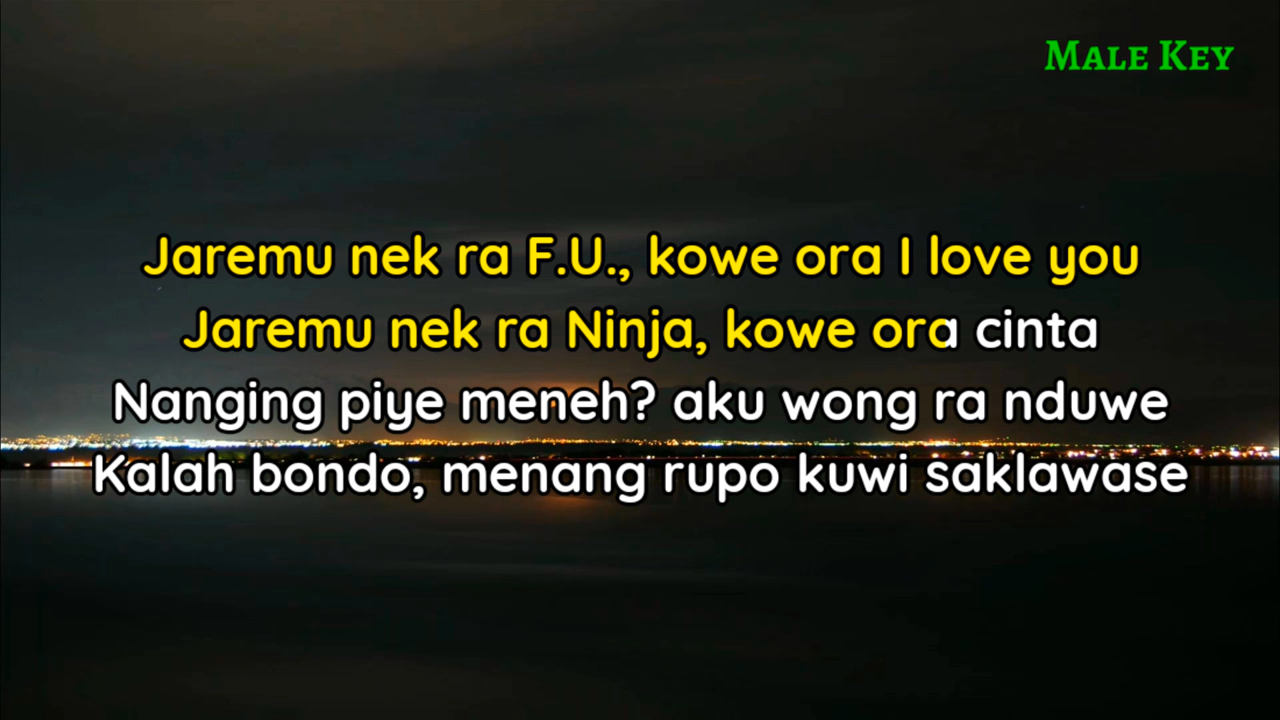 MALE KEY
Jaremu nek ra F.U., kowe ora I love you
Jaremu nek ra Ninja, kowe ora cinta
Nanging piye meneh? aku wong ra nduwe
Kalah bondo, menang rupo kuwi saklawase